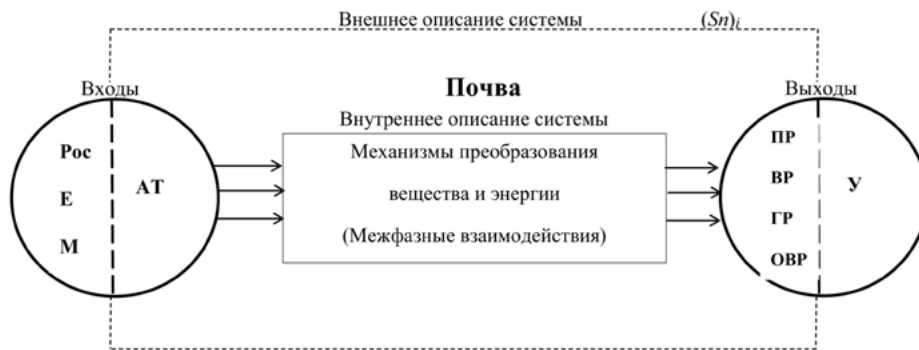 Внешнее описание системы (Sn)i
Входы
Почва
Выходы
Внутреннее описание системы
Рос
Е
М
АТ
Механизмы преобразования
вещества и энергии
(Межфазные взаимодействия)
ПР
ВР
ГР
ОВР
У